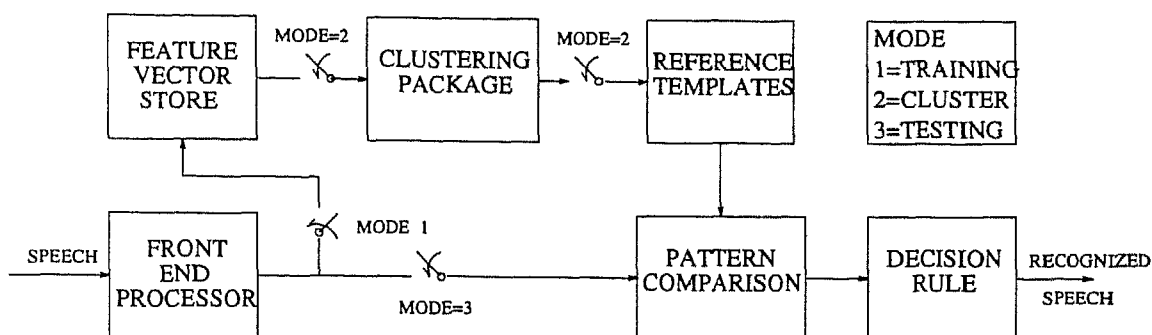 FEATURE
VECTOR
STORE
MODE=2
CLUSTERING
PACKAGE
MODE=2
REFERENCE
TEMPLATES
MODE
1=TRAINING
2=CLUSTER
3=TESTING
SPEECH
FRONT
END
PROCESSOR
MODE 1
MODE=3
PATTERN
COMPARISON
DECISION
RULE
RECOGNIZED
SPEECH